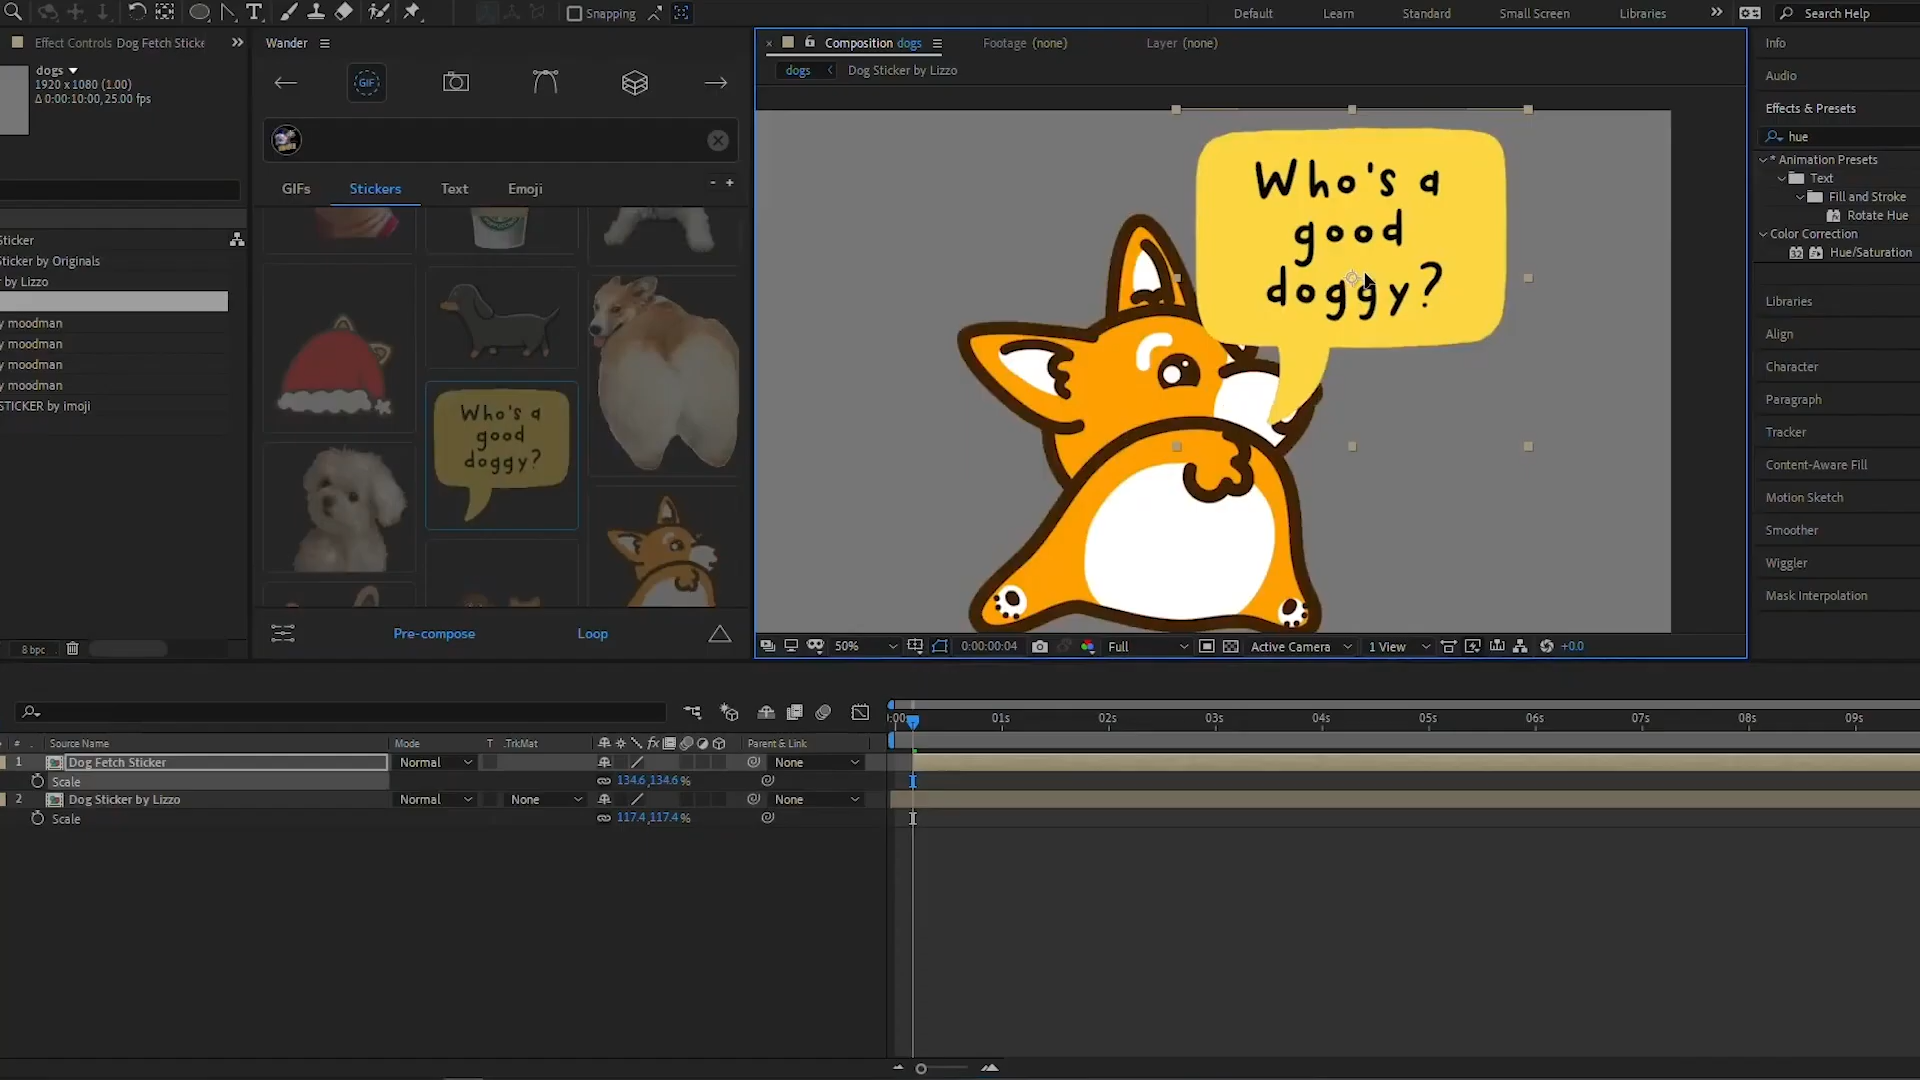 Snapping
Default
Learn
Standard
Small Screen
Libraries
Search Help
Effect Controls Dog Fetch Sticke
Wander
Composition dogs
Footage (none)
Layer (none)
Info
dogs
1920 x 1080 (1.00)
Δ 0:00:10:00, 25.00 fps
dogs
Dog Sticker by Lizzo
Audio
Effects & Presets
hue
* Animation Presets
Text
Fill and Stroke
Rotate Hue
Color Correction
32
Hue/Saturation
Libraries
Align
Character
Paragraph
Tracker
Content-Aware Fill
Motion Sketch
Smoother
Wiggler
Mask Interpolation
GIF
GIFs
Stickers
Text
Emoji
- +
Sticker
Sticker by Originals
r by Lizzo
y moodman
y moodman
y moodman
y moodman
STICKER by imoji
Who's a
good
doggy?
Who's a
good
doggy?
8 bpc
Pre-compose
Loop
50%
0:00:00:04
Full
Active Camera
1 View
+0.0
:00s
01s
02s
03s
04s
05s
06s
07s
08s
09s
# . Source Name
Mode
T .TrkMat
fx
Parent & Link
1
Dog Fetch Sticker
Normal
None
Scale
134.6,134.6 %
2
Dog Sticker by Lizzo
Normal
None
None
Scale
117.4,117.4 %